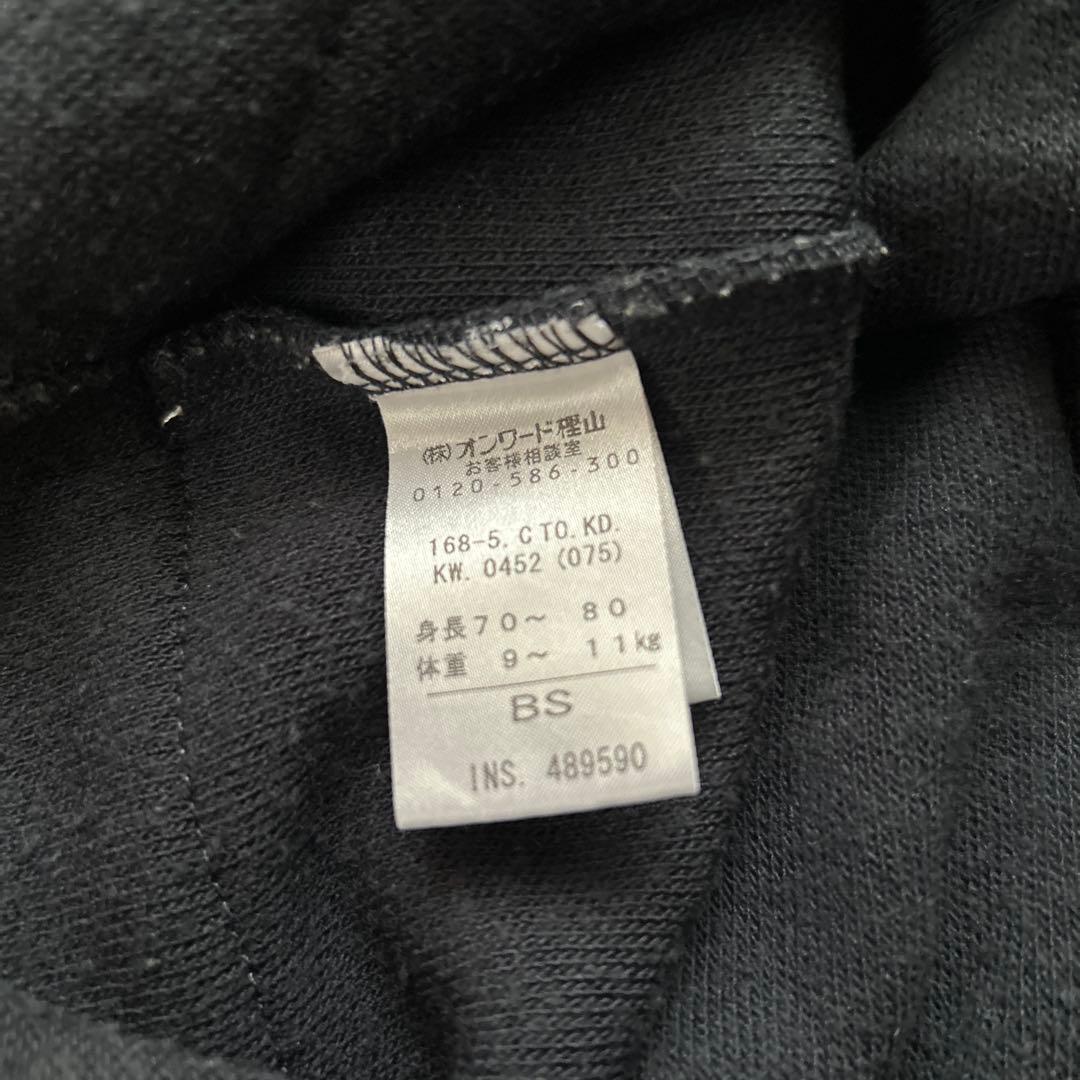 (株)オンワード樫山
お客様相談室
0120-586-300
168-5. C TO. KD.
KW. 0452 (075)
身長70～ 80
体重 9～ 11kg
BS
INS. 489590